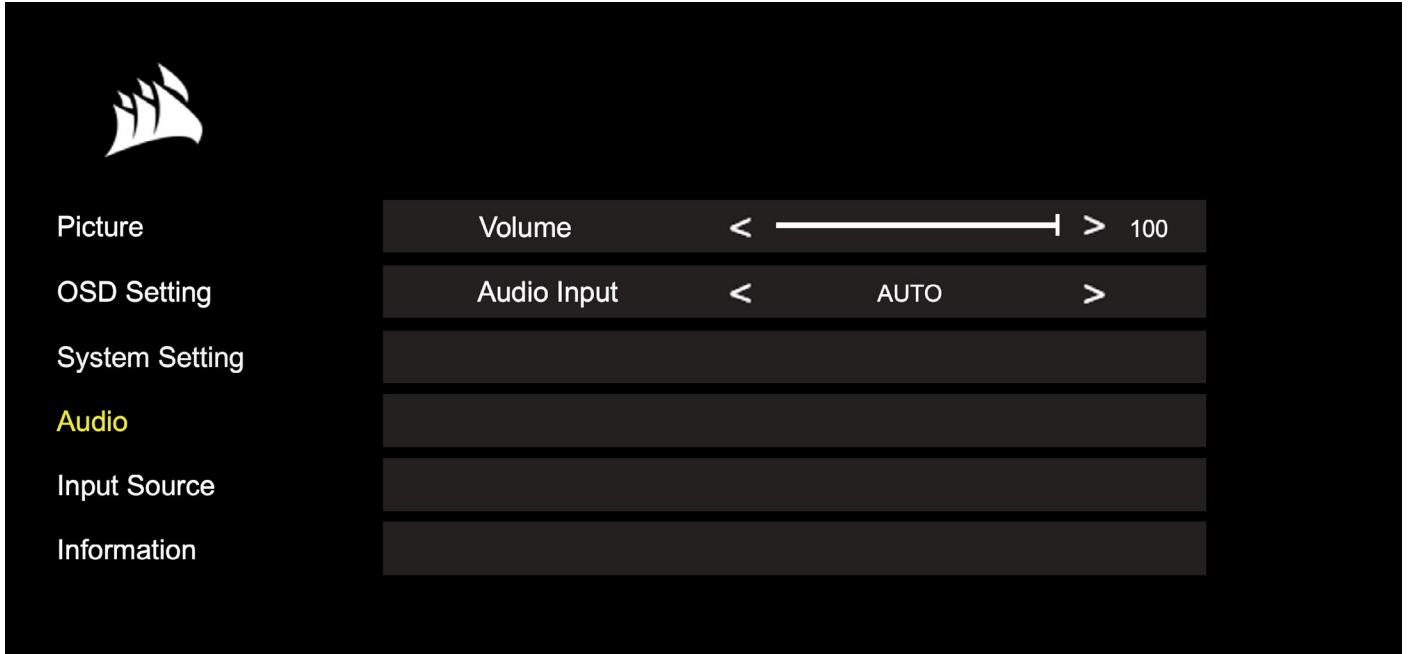 Picture
Volume < > 100
OSD Setting
Audio Input < AUTO >
System Setting
Audio
Input Source
Information